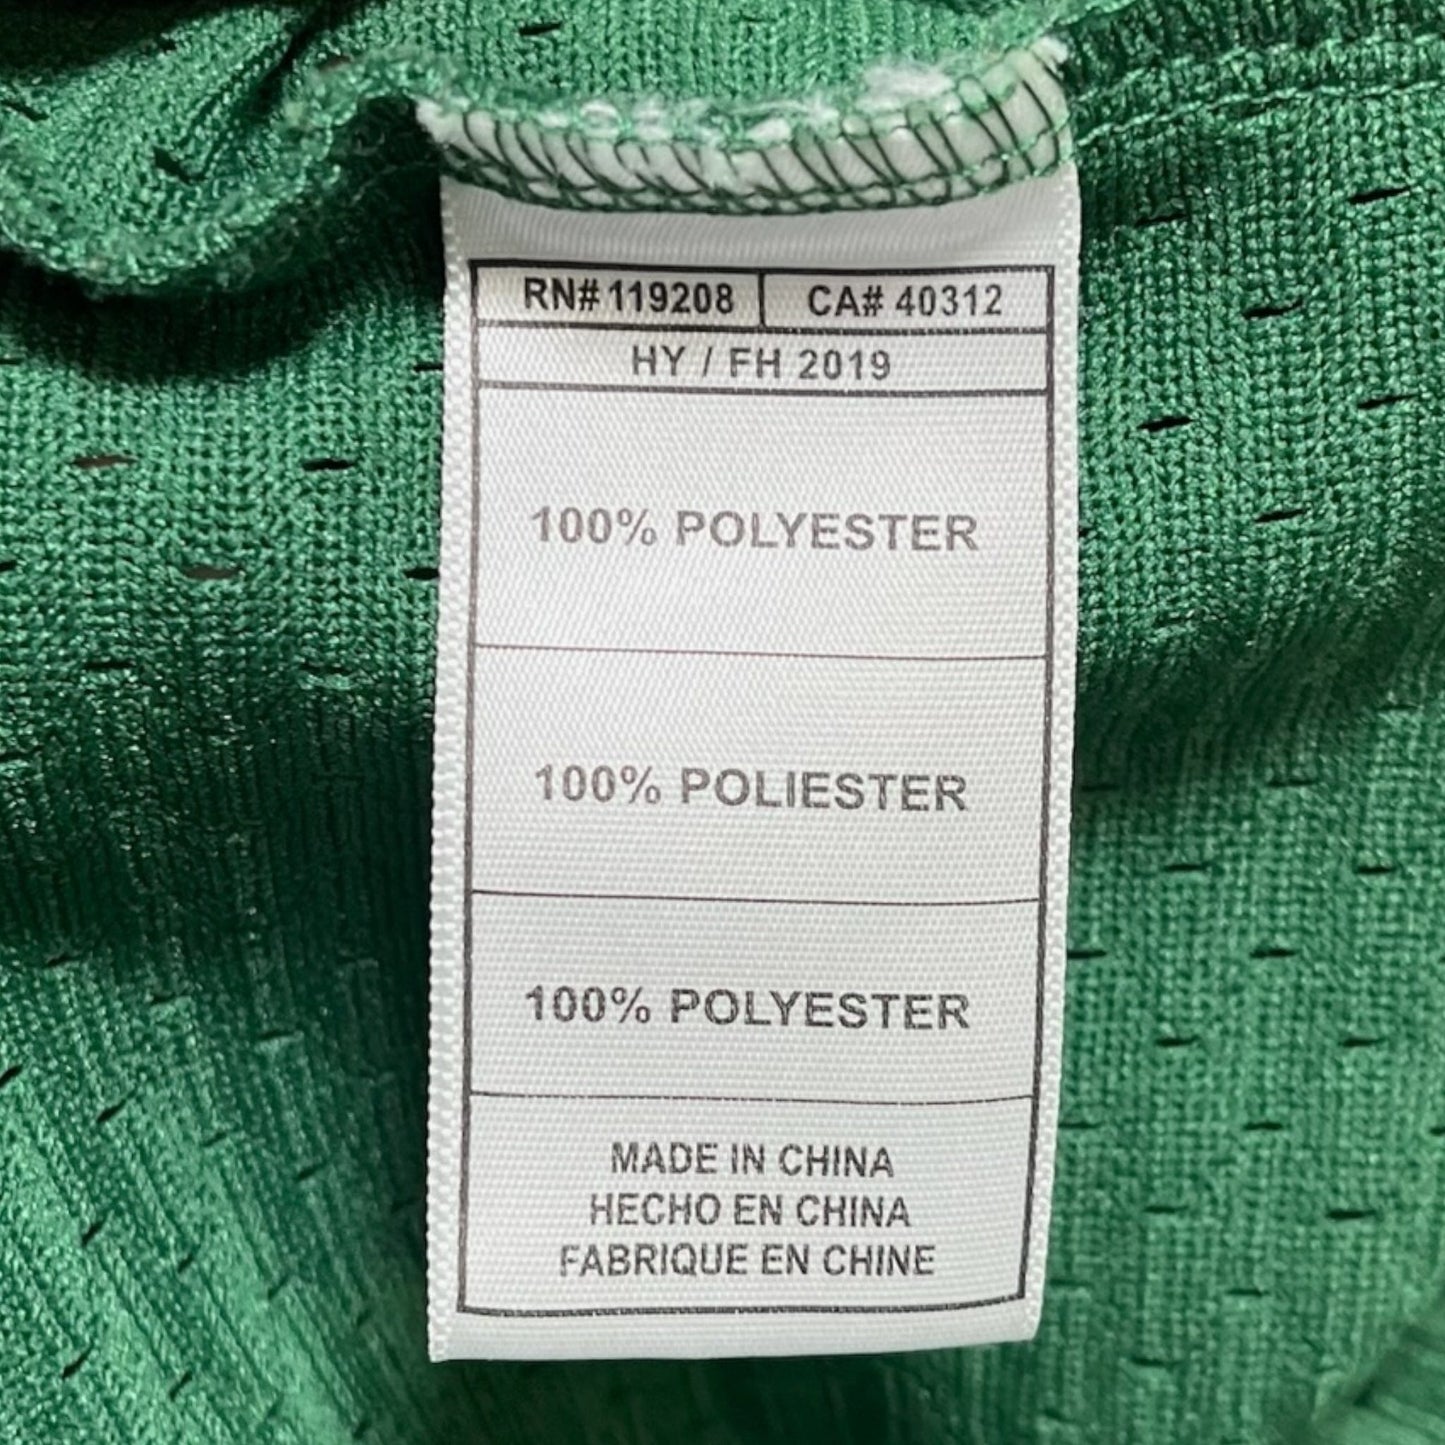 RN# 119208 CA# 40312
HY / FH 2019
100% POLYESTER
100% POLIESTER
100% POLYESTER
MADE IN CHINA
HECHO EN CHINA
FABRIQUE EN CHINE